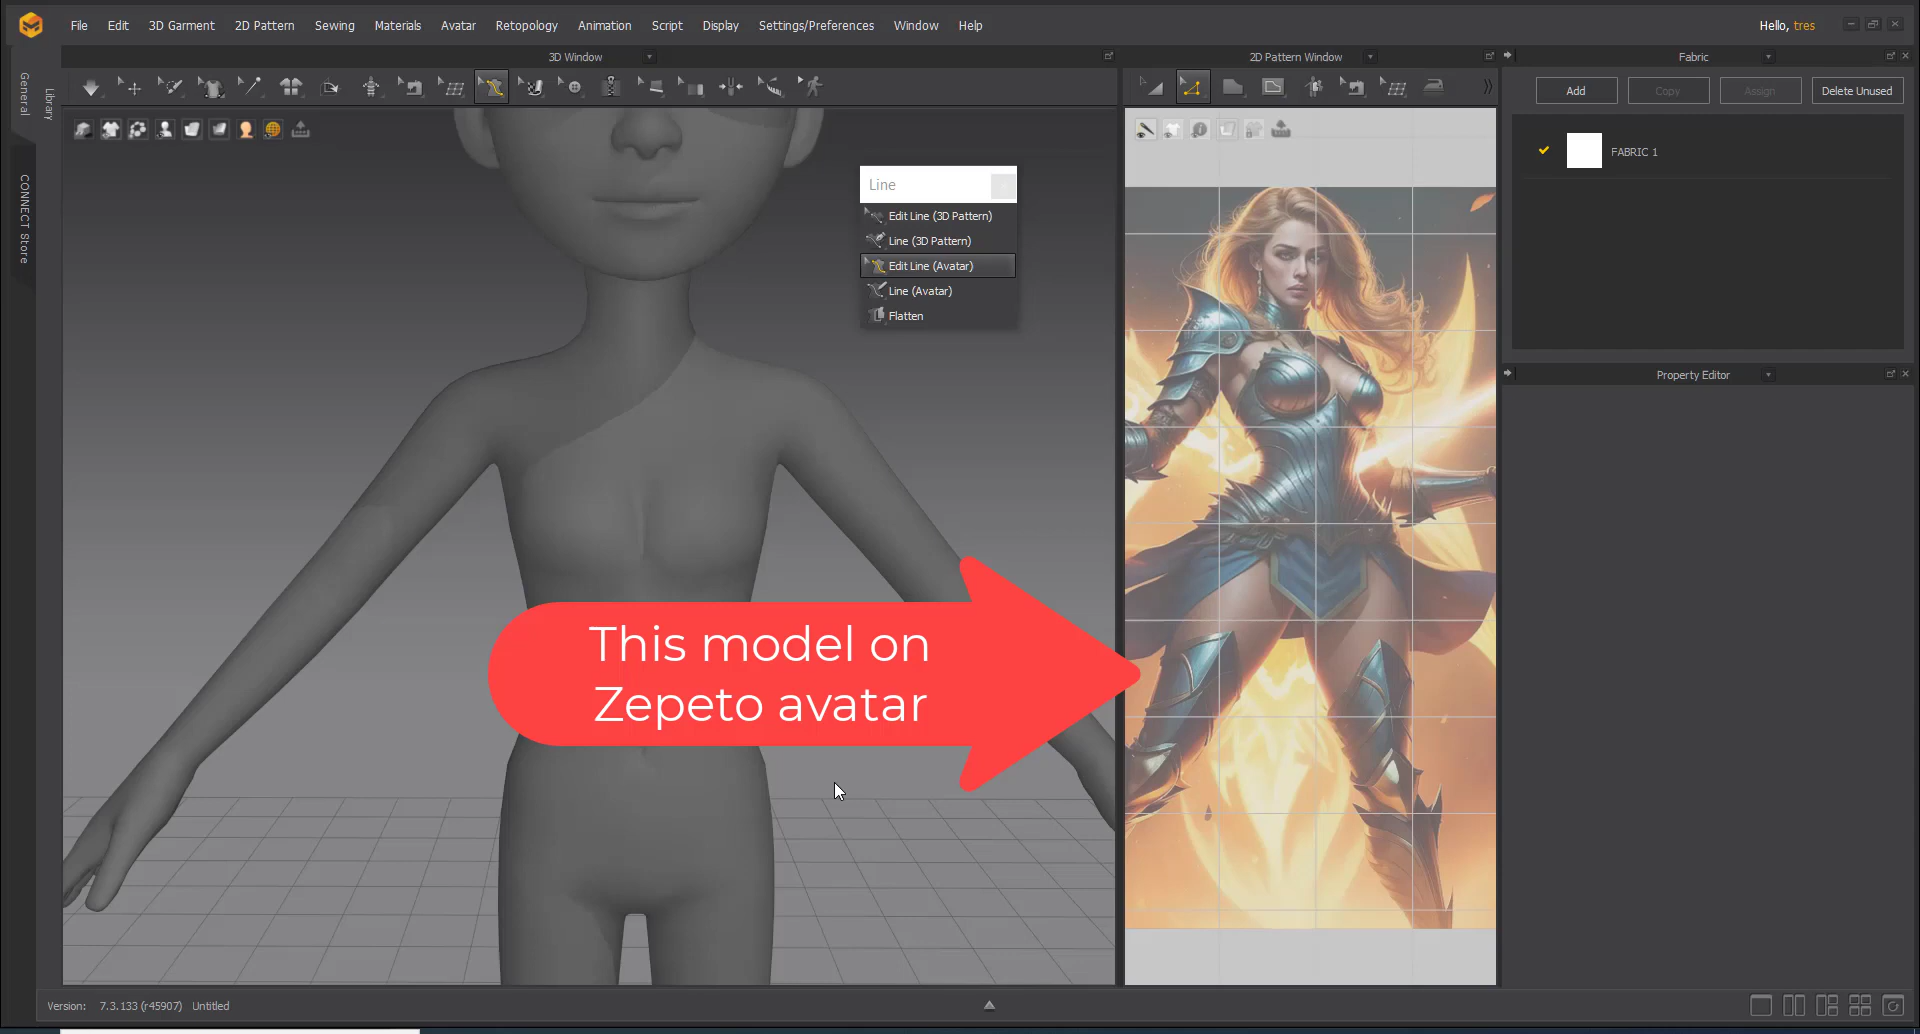 File Edit 3D Garment 2D Pattern Sewing Materials Avatar Retopology Animation Script Display Settings/Preferences Window Help
Hello, tres
3D Window
2D Pattern Window
Fabric
General
Library
CONNECT Store
Add Copy Assign Delete Unused
FABRIC 1
Line
Edit Line (3D Pattern)
Line (3D Pattern)
Edit Line (Avatar)
Line (Avatar)
Flatten
Property Editor
This model on
Zepeto avatar
Version: 7.3.133 (r45907) Untitled